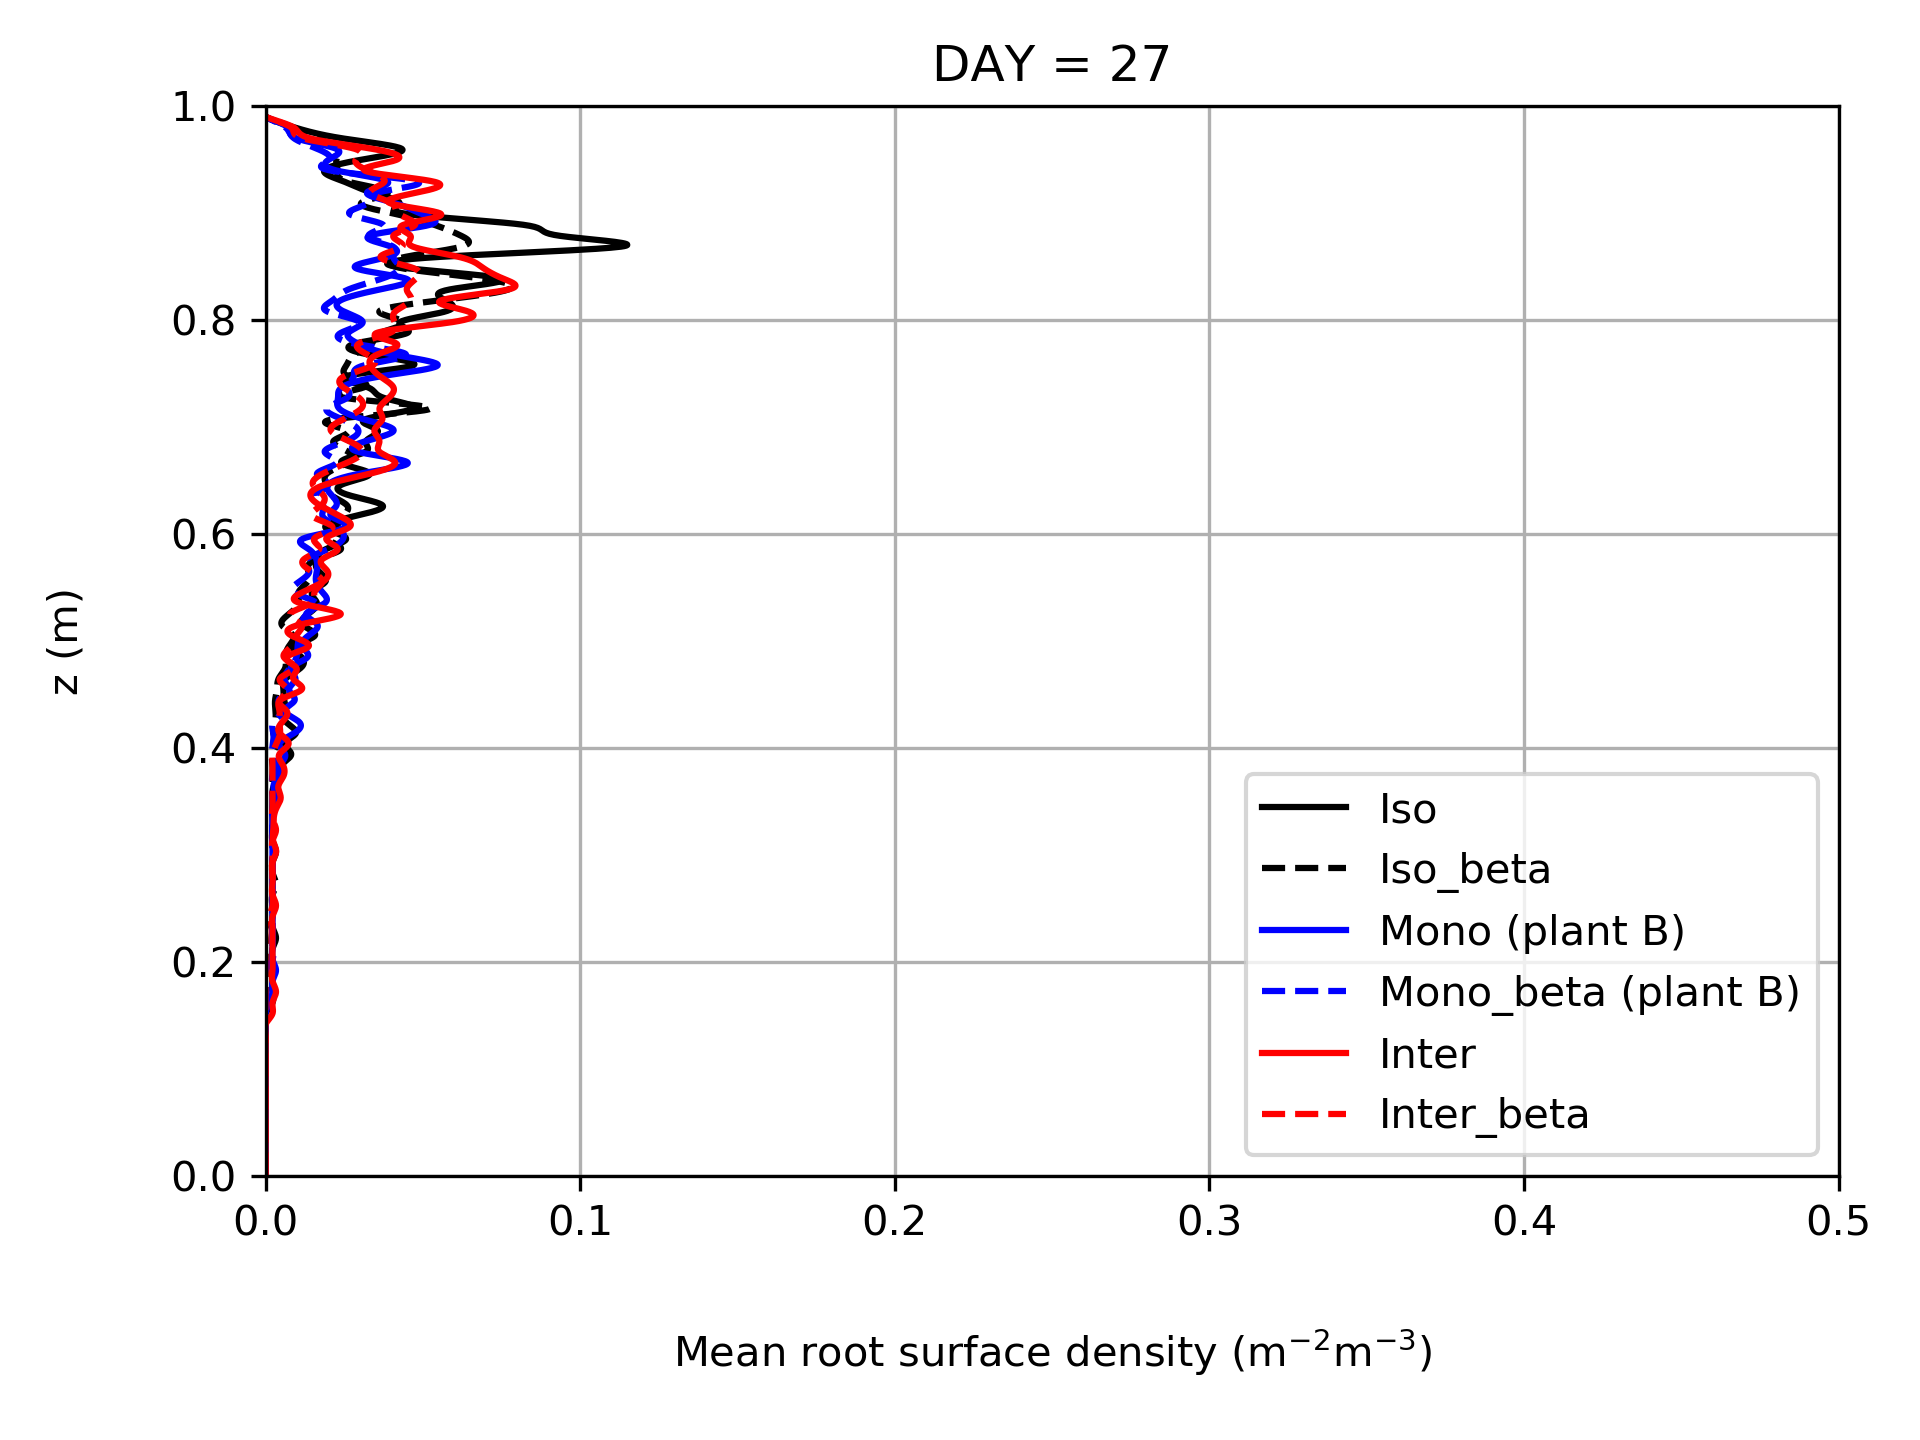 DAY = 27
1.0
0.8
0.6
0.4
0.2
0.0
z (m)
0.0 0.1 0.2 0.3 0.4 0.5
Mean root surface density (m⁻²m⁻³)
Iso
Iso_beta
Mono (plant B)
Mono_beta (plant B)
Inter
Inter_beta